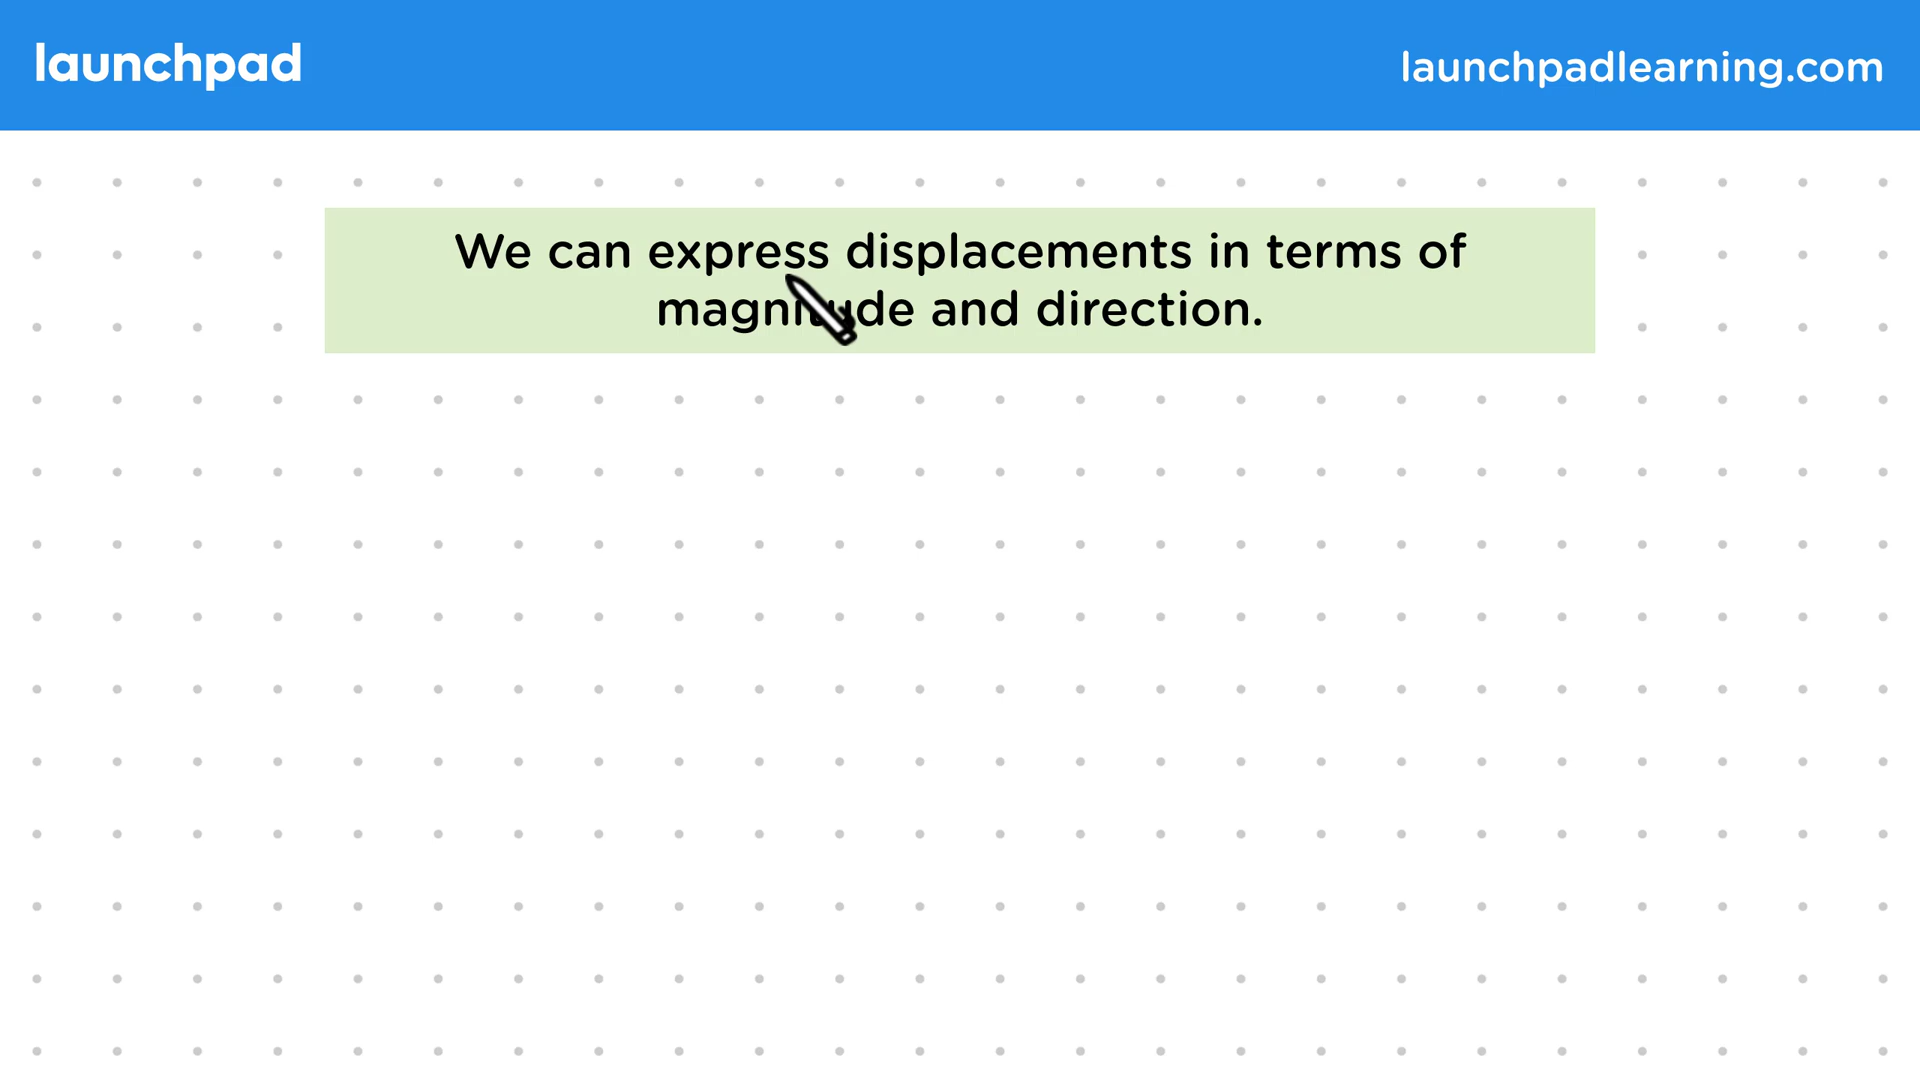 launchpad
launchpadlearning.com
We can express displacements in terms of
magnitude and direction.